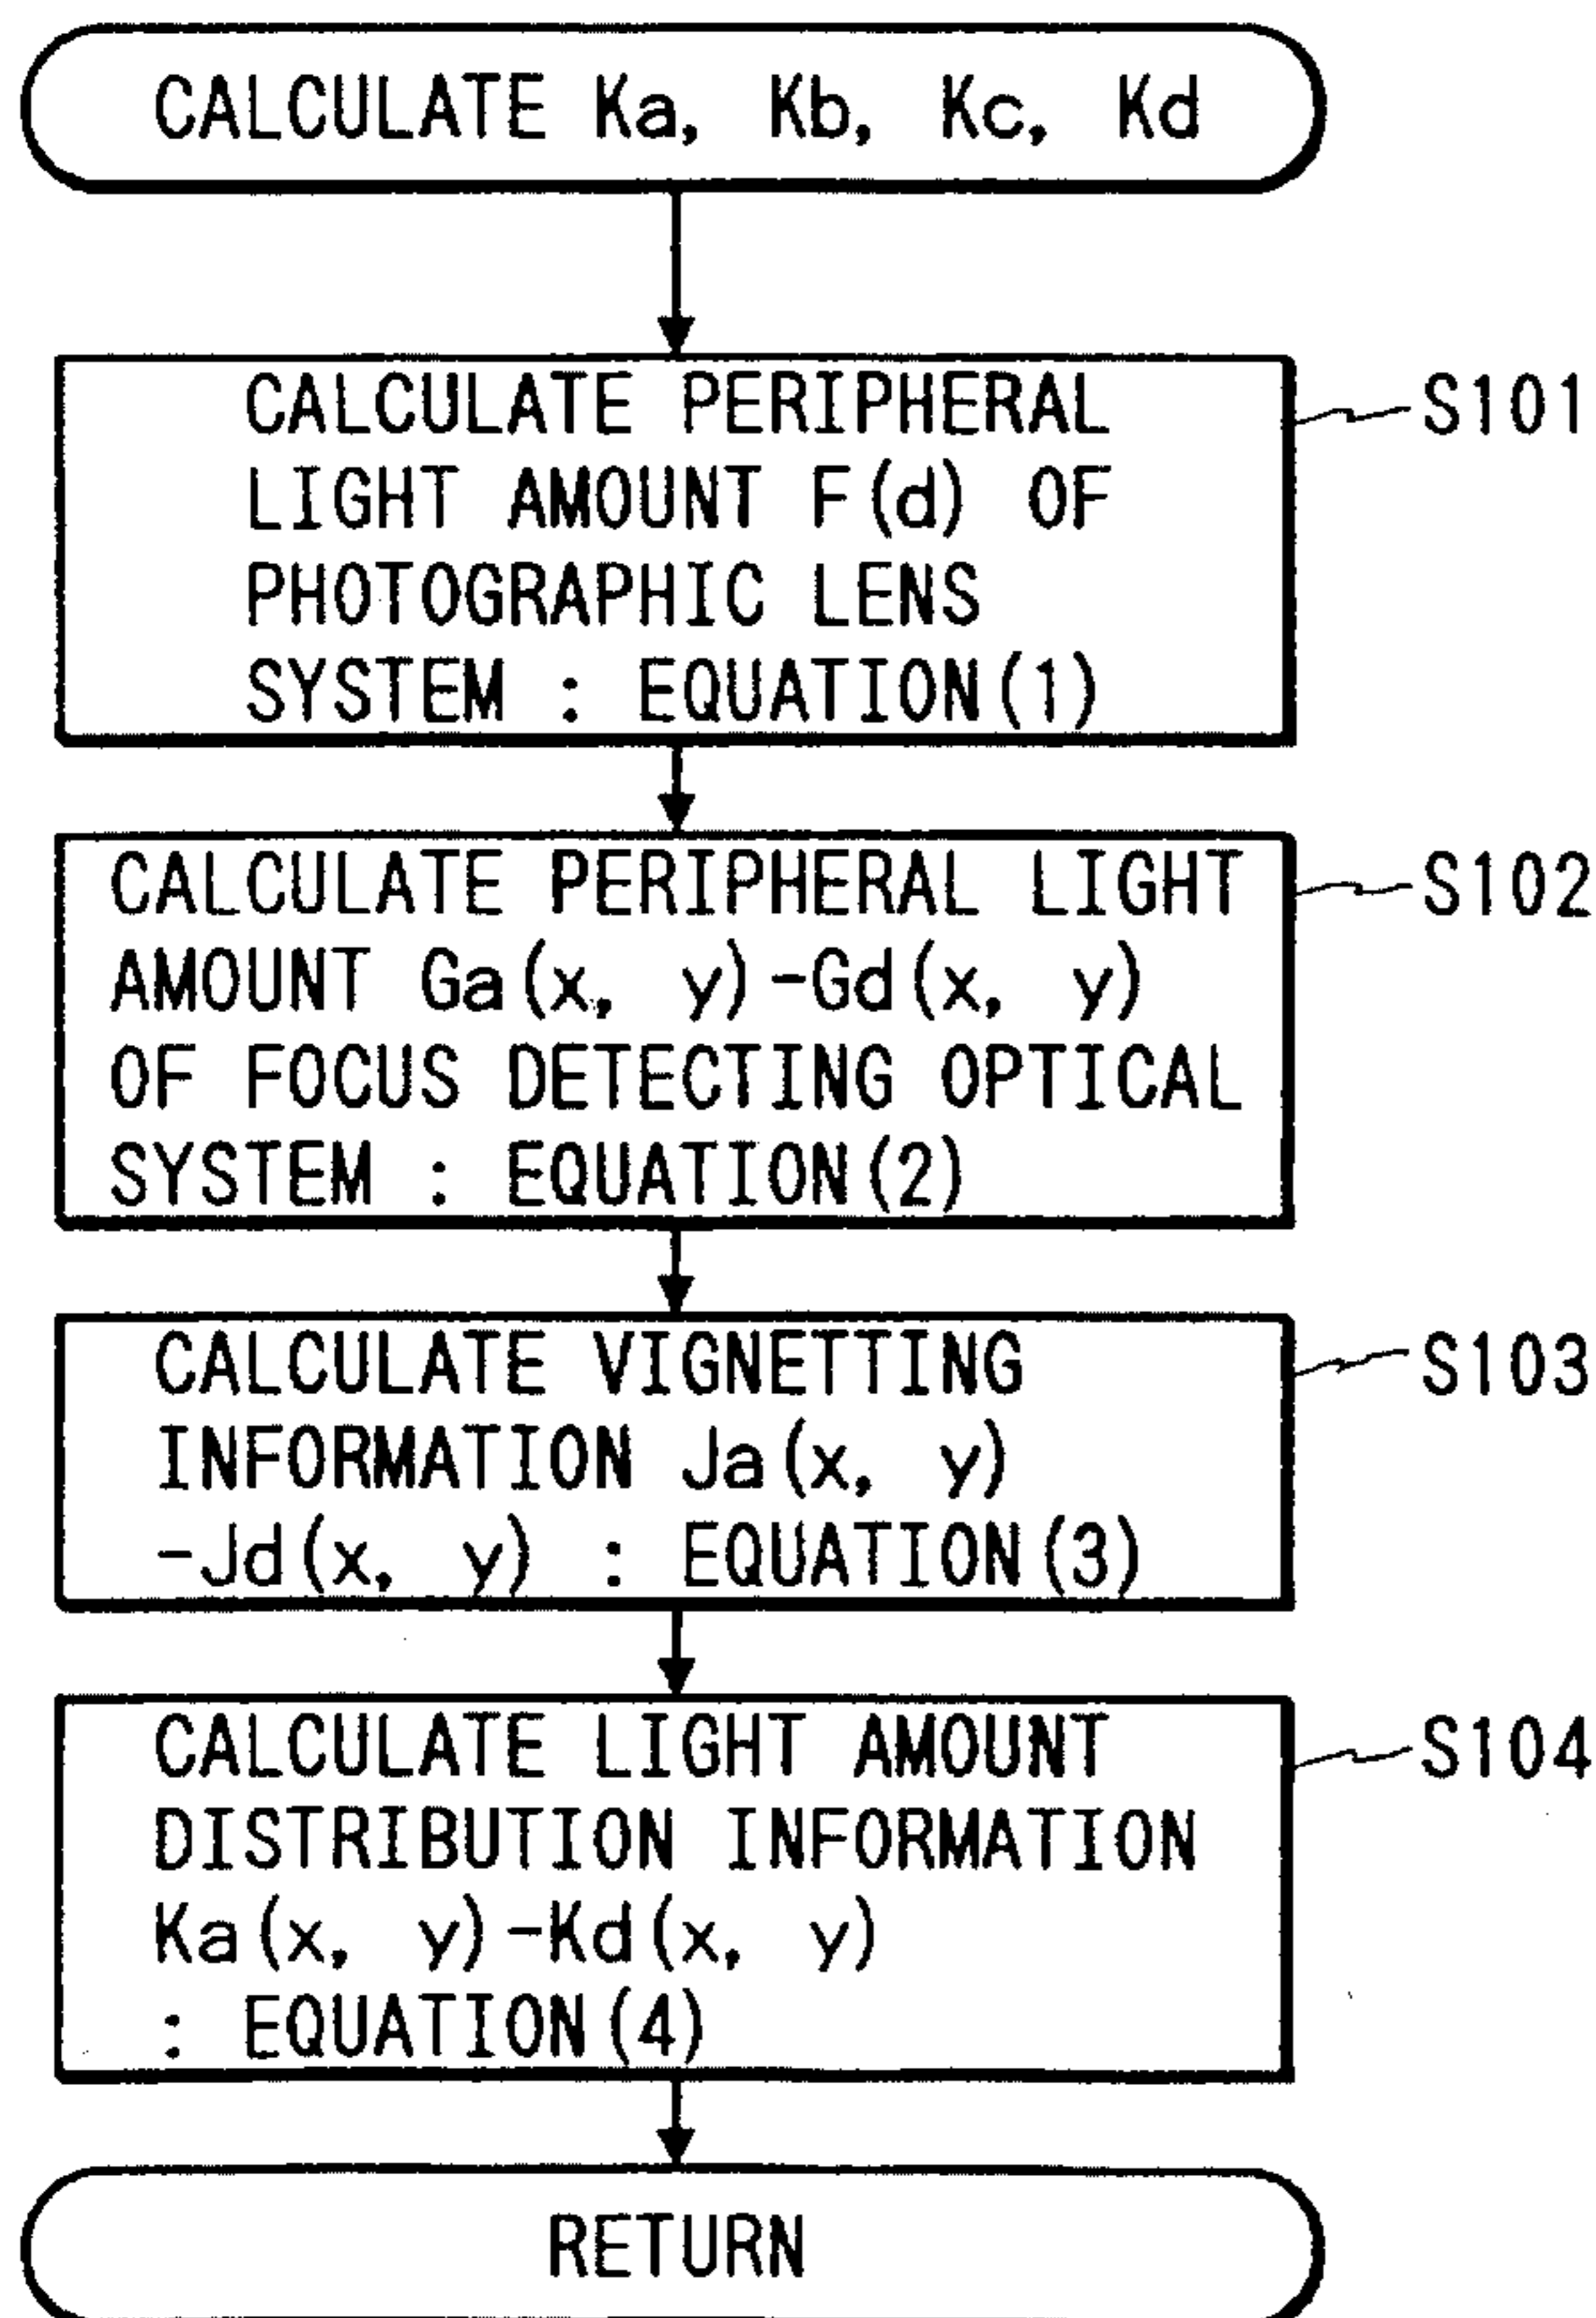 CALCULATE Ka, Kb, Kc, Kd
CALCULATE PERIPHERAL
LIGHT AMOUNT F(d) OF
PHOTOGRAPHIC LENS
SYSTEM : EQUATION(1)
S101
CALCULATE PERIPHERAL LIGHT
AMOUNT Ga(x, y)-Gd(x, y)
OF FOCUS DETECTING OPTICAL
SYSTEM : EQUATION(2)
S102
CALCULATE VIGNETTING
INFORMATION Ja(x, y)
-Jd(x, y) : EQUATION(3)
S103
CALCULATE LIGHT AMOUNT
DISTRIBUTION INFORMATION
Ka(x, y)-Kd(x, y)
: EQUATION(4)
S104
RETURN